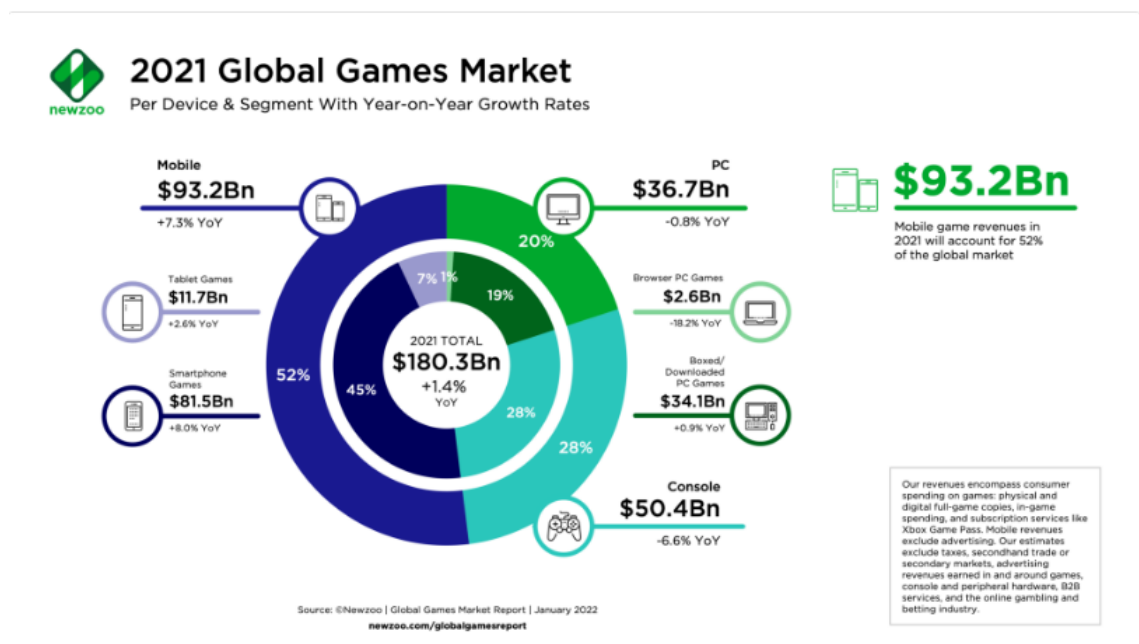 newzoo
2021 Global Games Market
Per Device & Segment With Year-on-Year Growth Rates
Mobile
$93.2Bn
+7.3% YoY
Tablet Games
$11.7Bn
+2.6% YoY
Smartphone
Games
$81.5Bn
+8.0% YoY
52%
45%
7%
1%
19%
20%
28%
28%
2021 TOTAL
$180.3Bn
+1.4%
YoY
PC
$36.7Bn
-0.8% YoY
Browser PC Games
$2.6Bn
-18.2% YoY
Boxed/
Downloaded
PC Games
$34.1Bn
+0.9% YoY
Console
$50.4Bn
-6.6% YoY
$93.2Bn
Mobile game revenues in
2021 will account for 52%
of the global market
Our revenues encompass consumer
spending on games: physical and
digital full-game copies, in-game
spending, and subscription services like
Xbox Game Pass. Mobile revenues
exclude advertising. Our estimates
exclude taxes, secondhand trade or
secondary markets, advertising
revenues earned in and around games,
console and peripheral hardware, B2B
services, and the online gambling and
betting industry.
Source: ©Newzoo | Global Games Market Report | January 2022
newzoo.com/globalgamesreport